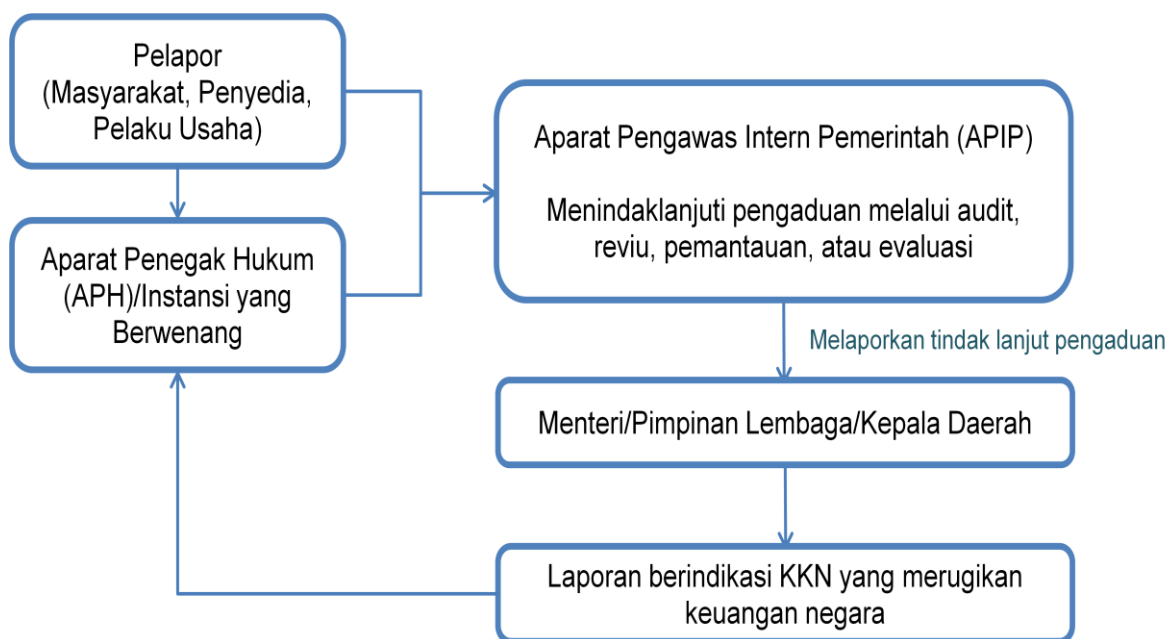 Pelapor
(Masyarakat, Penyedia,
Pelaku Usaha)
Aparat Penegak Hukum
(APH)/Instansi yang
Berwenang
Aparat Pengawas Intern Pemerintah (APIP)
Menindaklanjuti pengaduan melalui audit,
reviu, pemantauan, atau evaluasi
Melaporkan tindak lanjut pengaduan
Menteri/Pimpinan Lembaga/Kepala Daerah
Laporan berindikasi KKN yang merugikan
keuangan negara